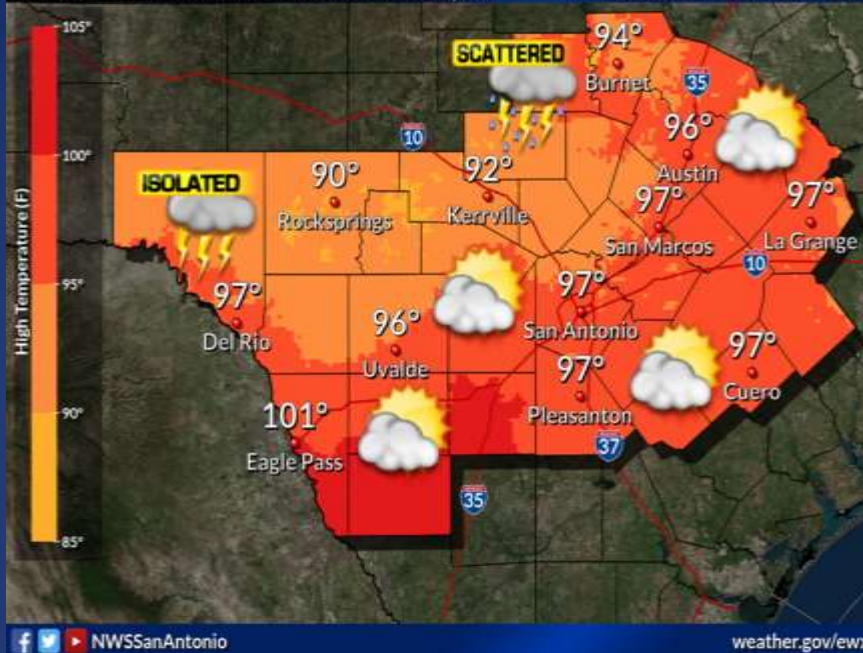 105°
100°
95°
90°
85°
High Temperature (F)
SCATTERED
94°
Burnet
35
96°
Austin
10
ISOLATED
90°
Rocksprings
92°
Kerrville
97°
San Marcos
97°
La Grange
10
97°
Del Rio
96°
Uvalde
97°
San Antonio
97°
Cuero
97°
Pleasanton
101°
Eagle Pass
37
35
NWSSanAntonio
weather.gov/ewx